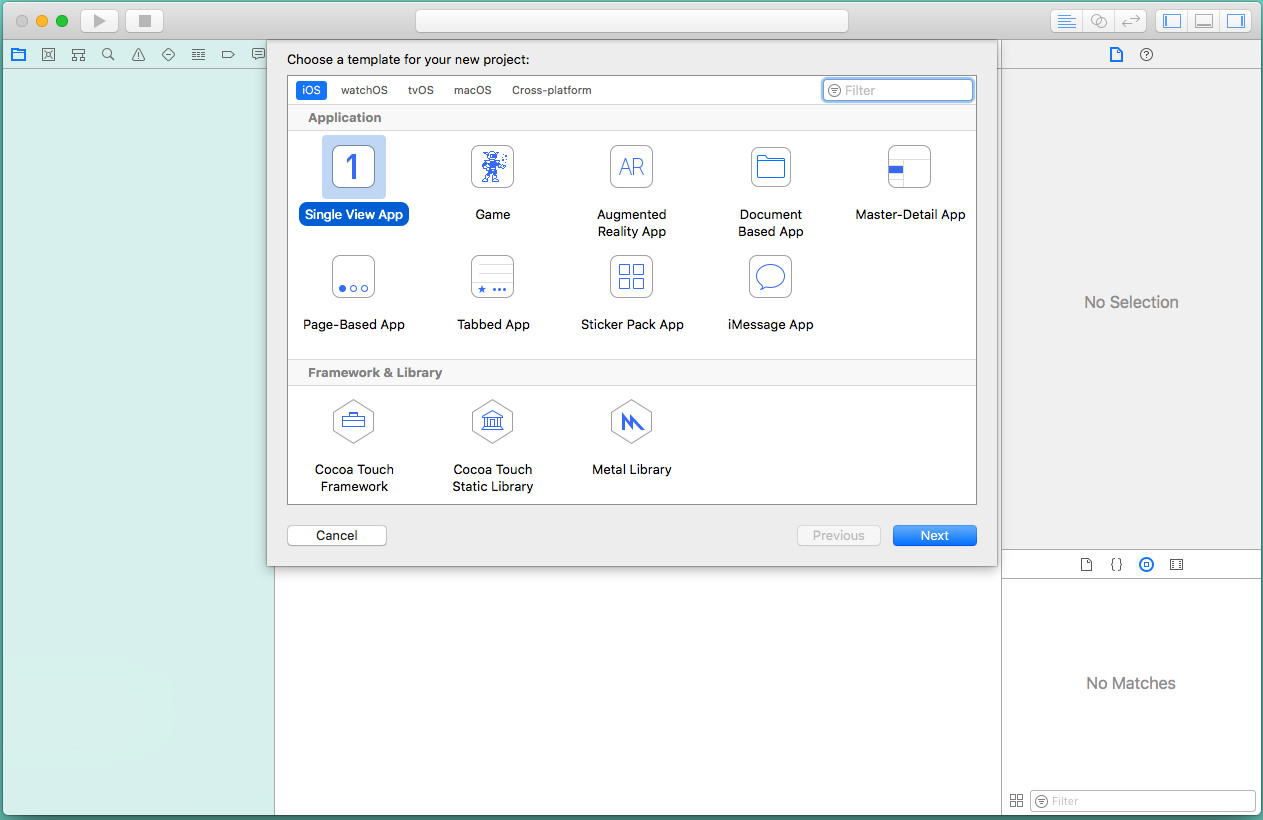 Choose a template for your new project:
iOS watchOS tvOS macOS Cross-platform Filter
Application
1
AR
Single View App
Game
Augmented
Reality App
Document
Based App
Master-Detail App
Page-Based App
Tabbed App
Sticker Pack App
iMessage App
Framework & Library
Cocoa Touch
Framework
Cocoa Touch
Static Library
Metal Library
Cancel
Previous
Next
No Selection
{ }
No Matches
Filter